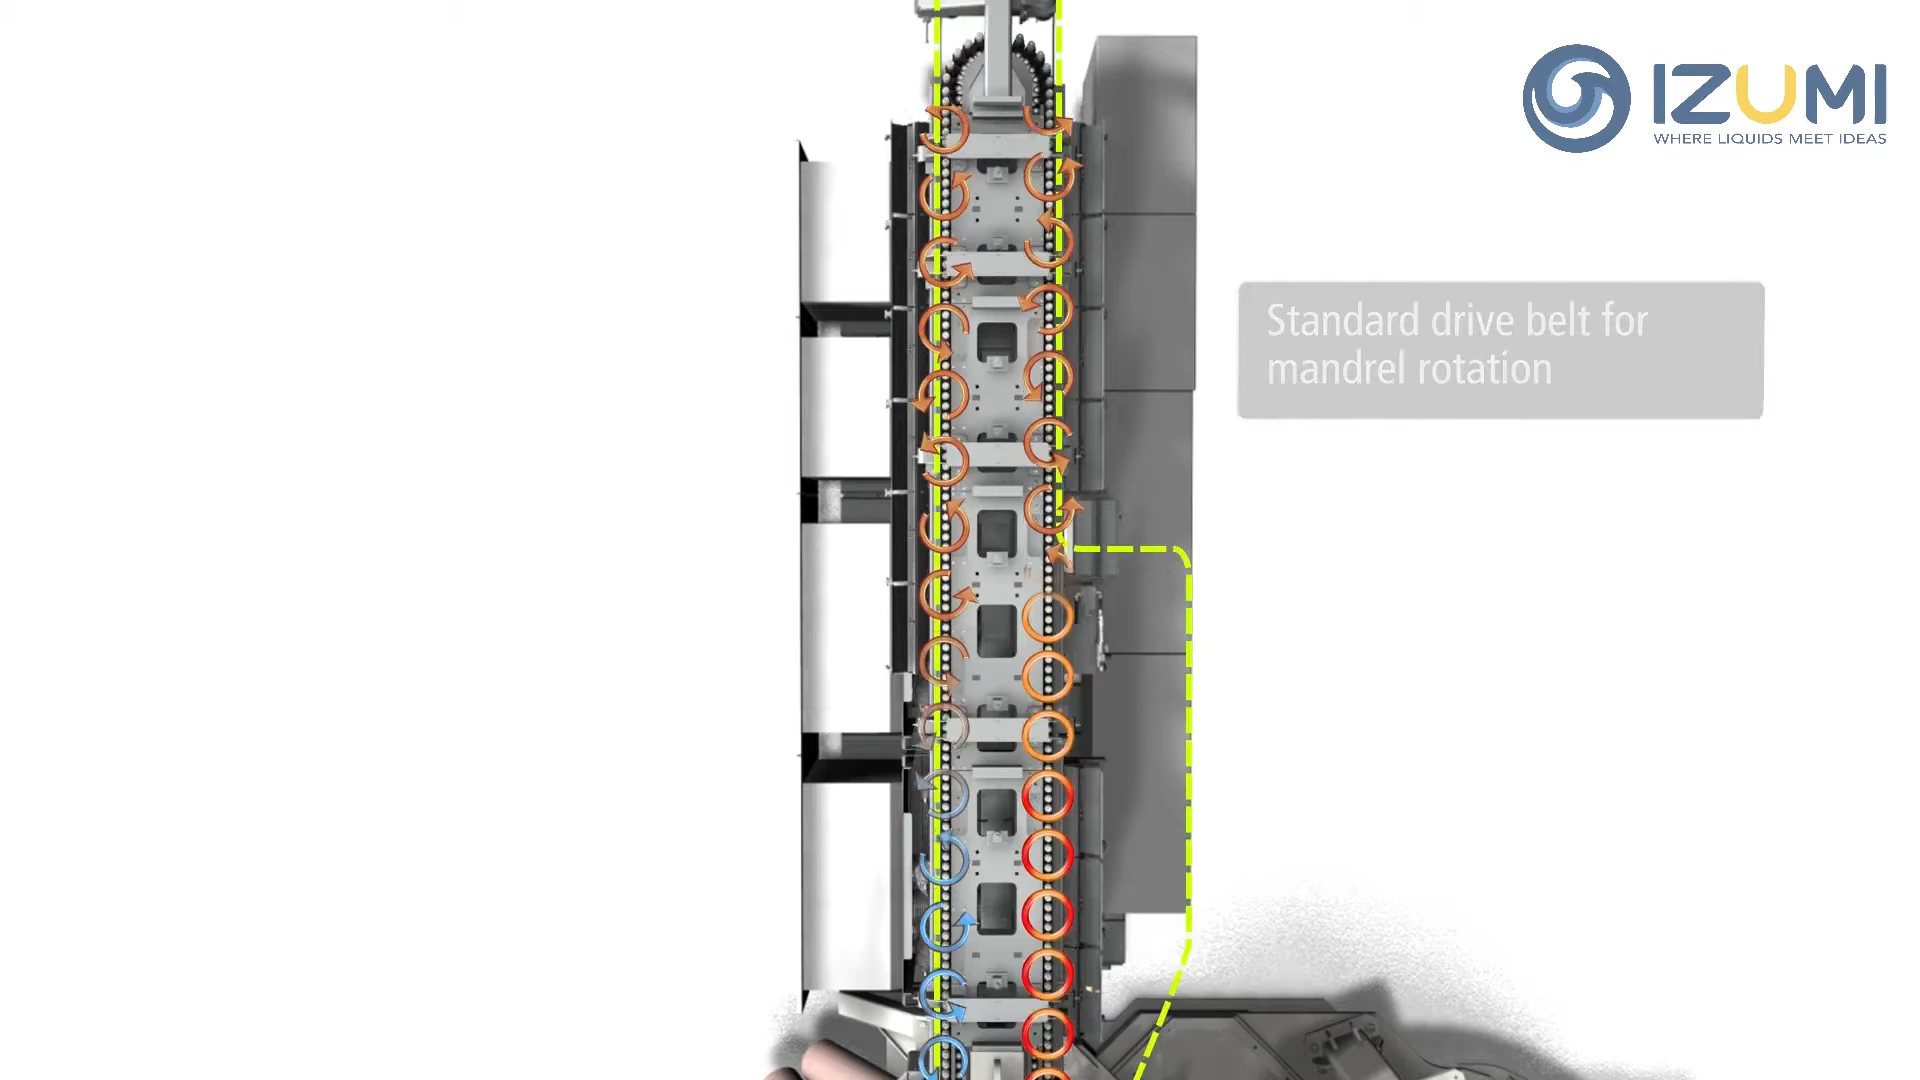 IZUMI
WHERE LIQUIDS MEET IDEAS
Standard drive belt for
mandrel rotation